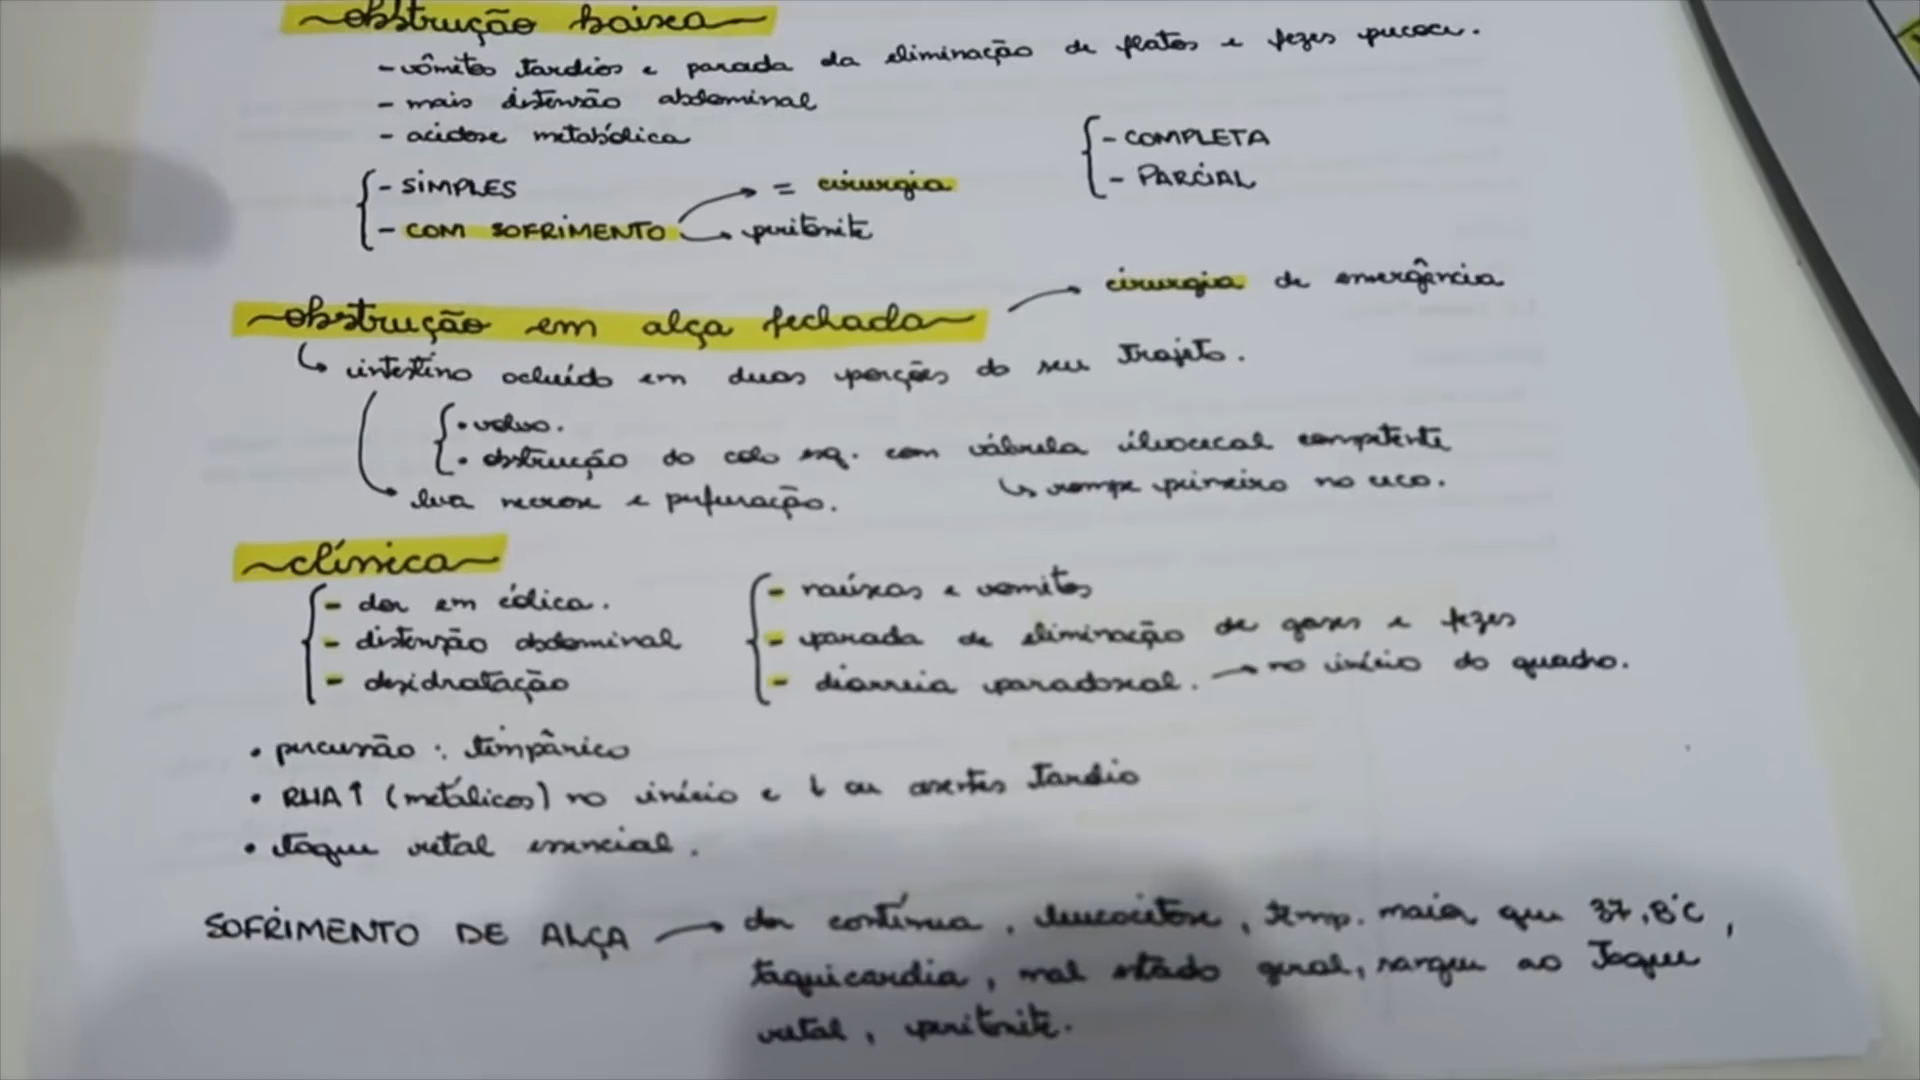 ~obstrução baixa~
- vômitos tardios e parada da eliminação de flatos e fezes precoce.
- mais distensão abdominal
- acidose metabólica
{ - SIMPLES
- COM SOFRIMENTO → = cirurgia
→ peritonite
{ - COMPLETA
- PARCIAL
~obstrução em alça fechada~ → cirurgia de emergência
↳ intestino ocluído em duas porções do seu trajeto.
{ • volvo.
• obstrução do colo esq. com válvula íleocecal competente
↳ rompe primeiro no ceco.
→ leva necrose e perfuração.
~clínica~
{ - dor em cólica.
- distensão abdominal
- desidratação
{ - naúseas e vomitos
- parada de eliminação de gases e fezes
- diarreia paradoxal. → no início do quadro.
• percussão : timpânico
• RHA ↑ (metálicos) no início e ↓ ou ausentes tardio
• toque retal essencial.
SOFRIMENTO DE ALÇA → dor contínua, leucocitose, temp. maior que 37,8°C,
taquicardia, mal estado geral, sangue ao toque
retal, peritonite.